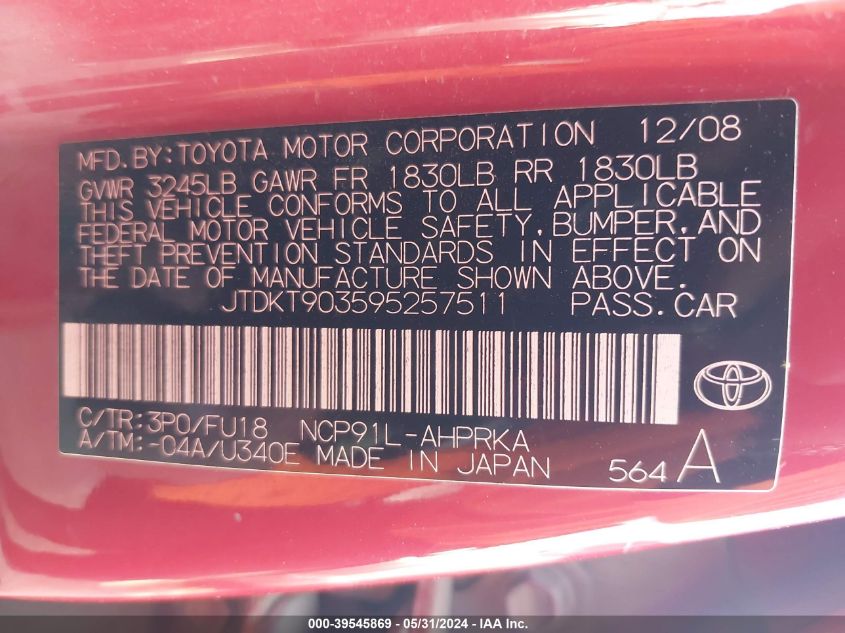 MFD. BY: TOYOTA MOTOR CORPORATION 12/08
GVWR 3245LB GAWR FR 1830LB RR 1830LB
THIS VEHICLE CONFORMS TO ALL APPLICABLE
FEDERAL MOTOR VEHICLE SAFETY, BUMPER, AND
THEFT PREVENTION STANDARDS IN EFFECT ON
THE DATE OF MANUFACTURE SHOWN ABOVE.
JTDKT903595257511 PASS. CAR
C/TR: 3P0/FU18 NCP91L-AHPRKA
A/TM: -04A/U340E MADE IN JAPAN 564 A
000-39545869 - 05/31/2024 - IAA Inc.